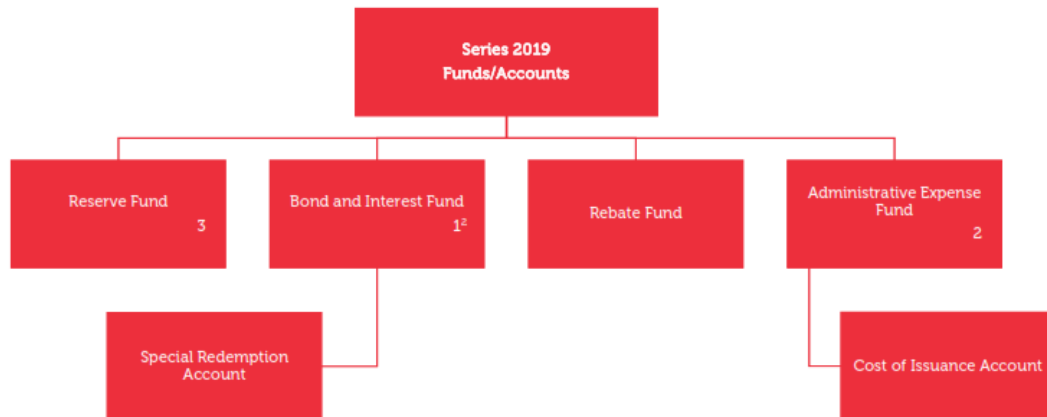 Series 2019
Funds/Accounts
Reserve Fund
3
Bond and Interest Fund
1²
Rebate Fund
Administrative Expense
Fund
2
Special Redemption
Account
Cost of Issuance Account